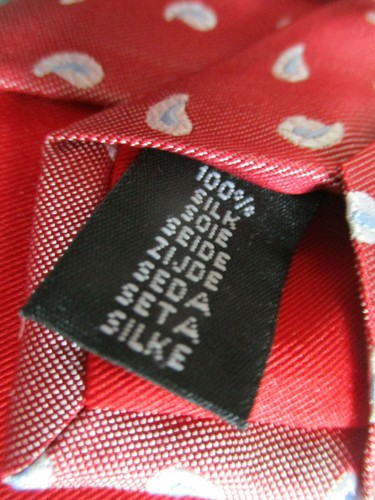 100%
SILK
SOIE
SEIDE
ZIJDE
SEDA
SETA
SILKE